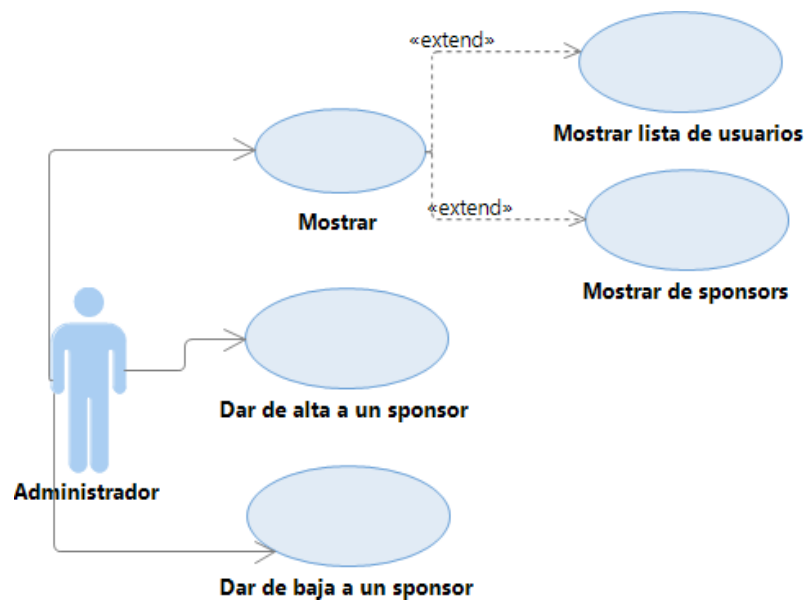 «extend»
Mostrar lista de usuarios
Mostrar
«extend»
Mostrar de sponsors
Dar de alta a un sponsor
Administrador
Dar de baja a un sponsor